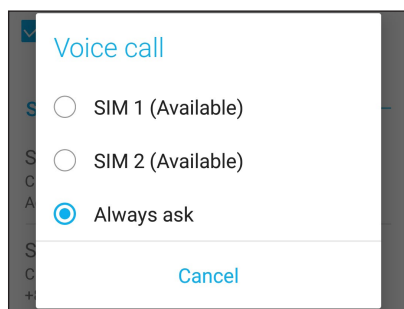 Voice call
SIM 1 (Available)
SIM 2 (Available)
Always ask
Cancel